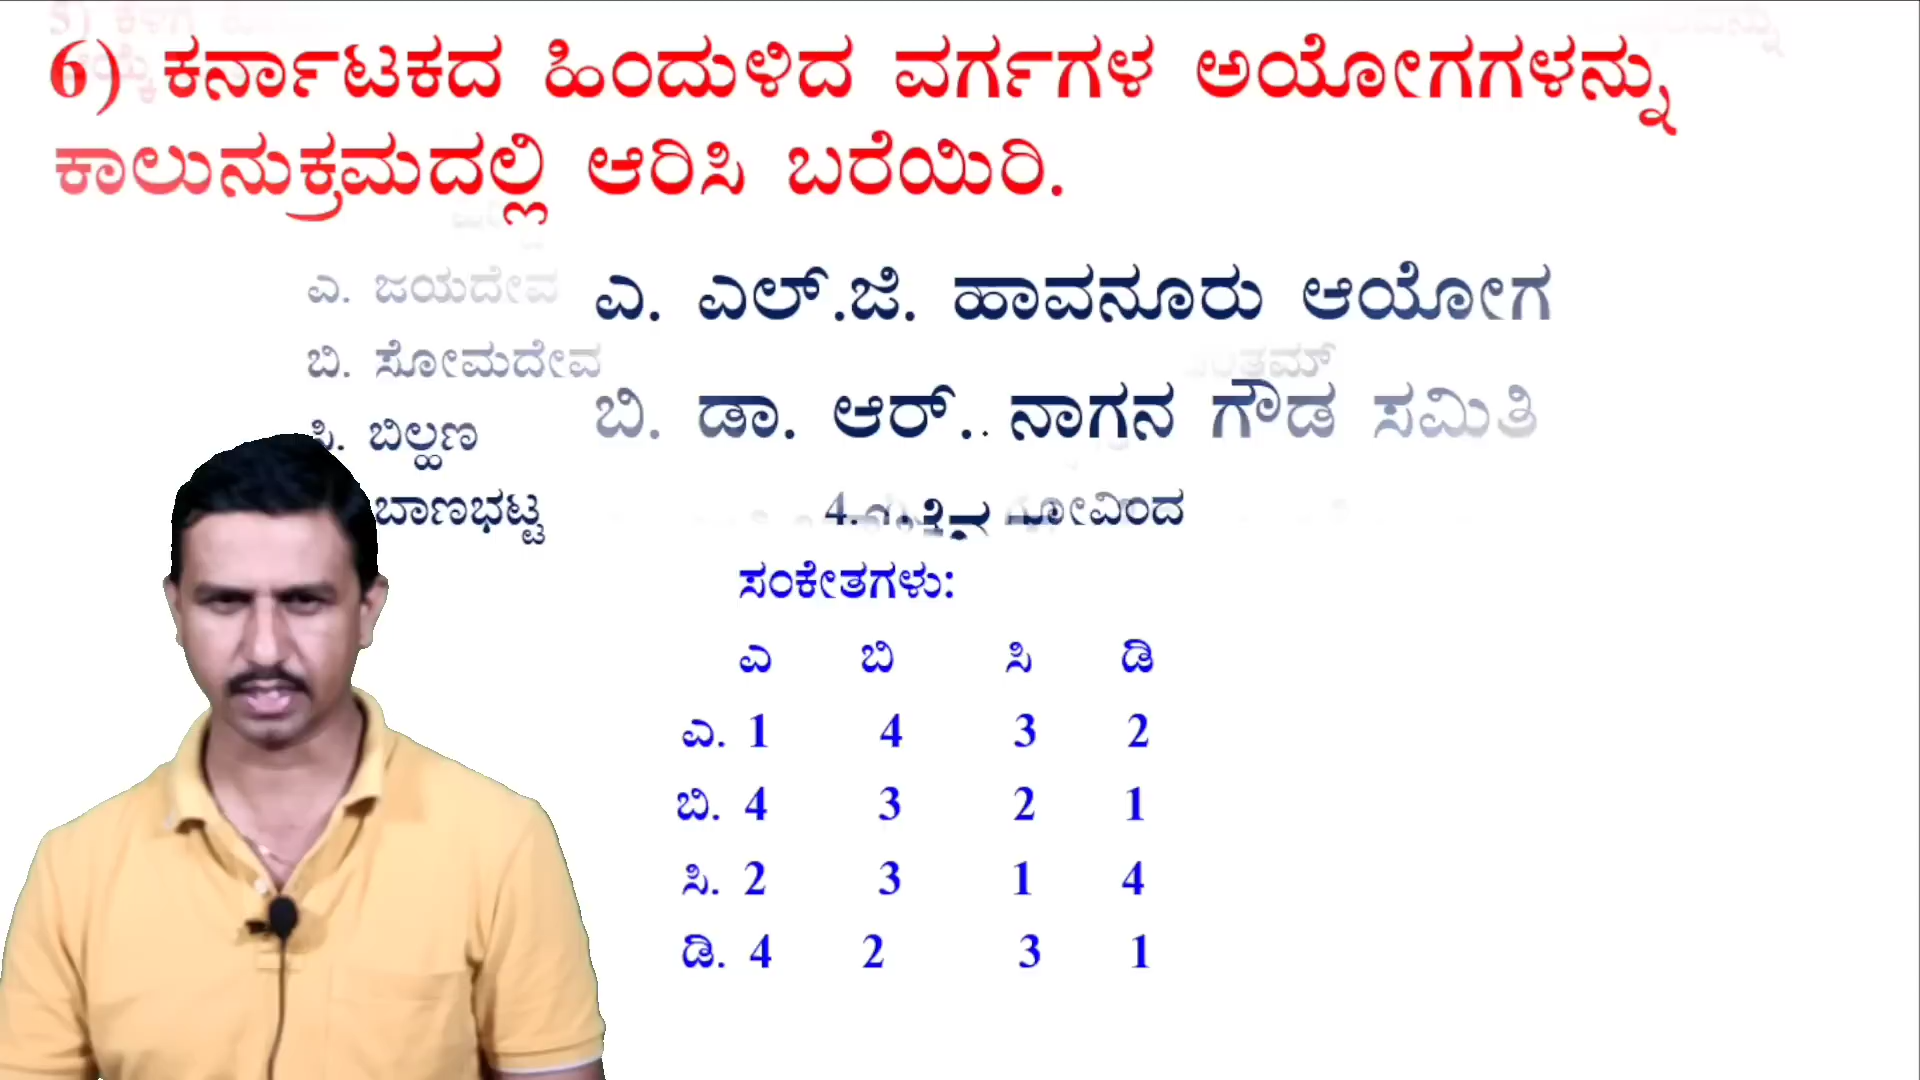 6) ಕರ್ನಾಟಕದ ಹಿಂದುಳಿದ ವರ್ಗಗಳ ಅಯೋಗಗಳನ್ನು
ಕಾಲುನುಕ್ರಮದಲ್ಲಿ ಆರಿಸಿ ಬರೆಯಿರಿ.
ಎ. ಜಯದೇವ
ಎ. ಎಲ್.ಜಿ. ಹಾವನೂರು ಆಯೋಗ
ಬಿ. ಸೋಮದೇವ
ಬಿ. ಡಾ. ಆರ್.. ನಾಗನ ಗೌಡ ಸಮಿತಿ
ಸಿ. ಬಿಲ್ಹಣ
ಬಾಣಭಟ್ಟ
4. ಗೋವಿಂದ
ಸಂಕೇತಗಳು:
ಎ ಬಿ ಸಿ ಡಿ
ಎ. 1 4 3 2
ಬಿ. 4 3 2 1
ಸಿ. 2 3 1 4
ಡಿ. 4 2 3 1